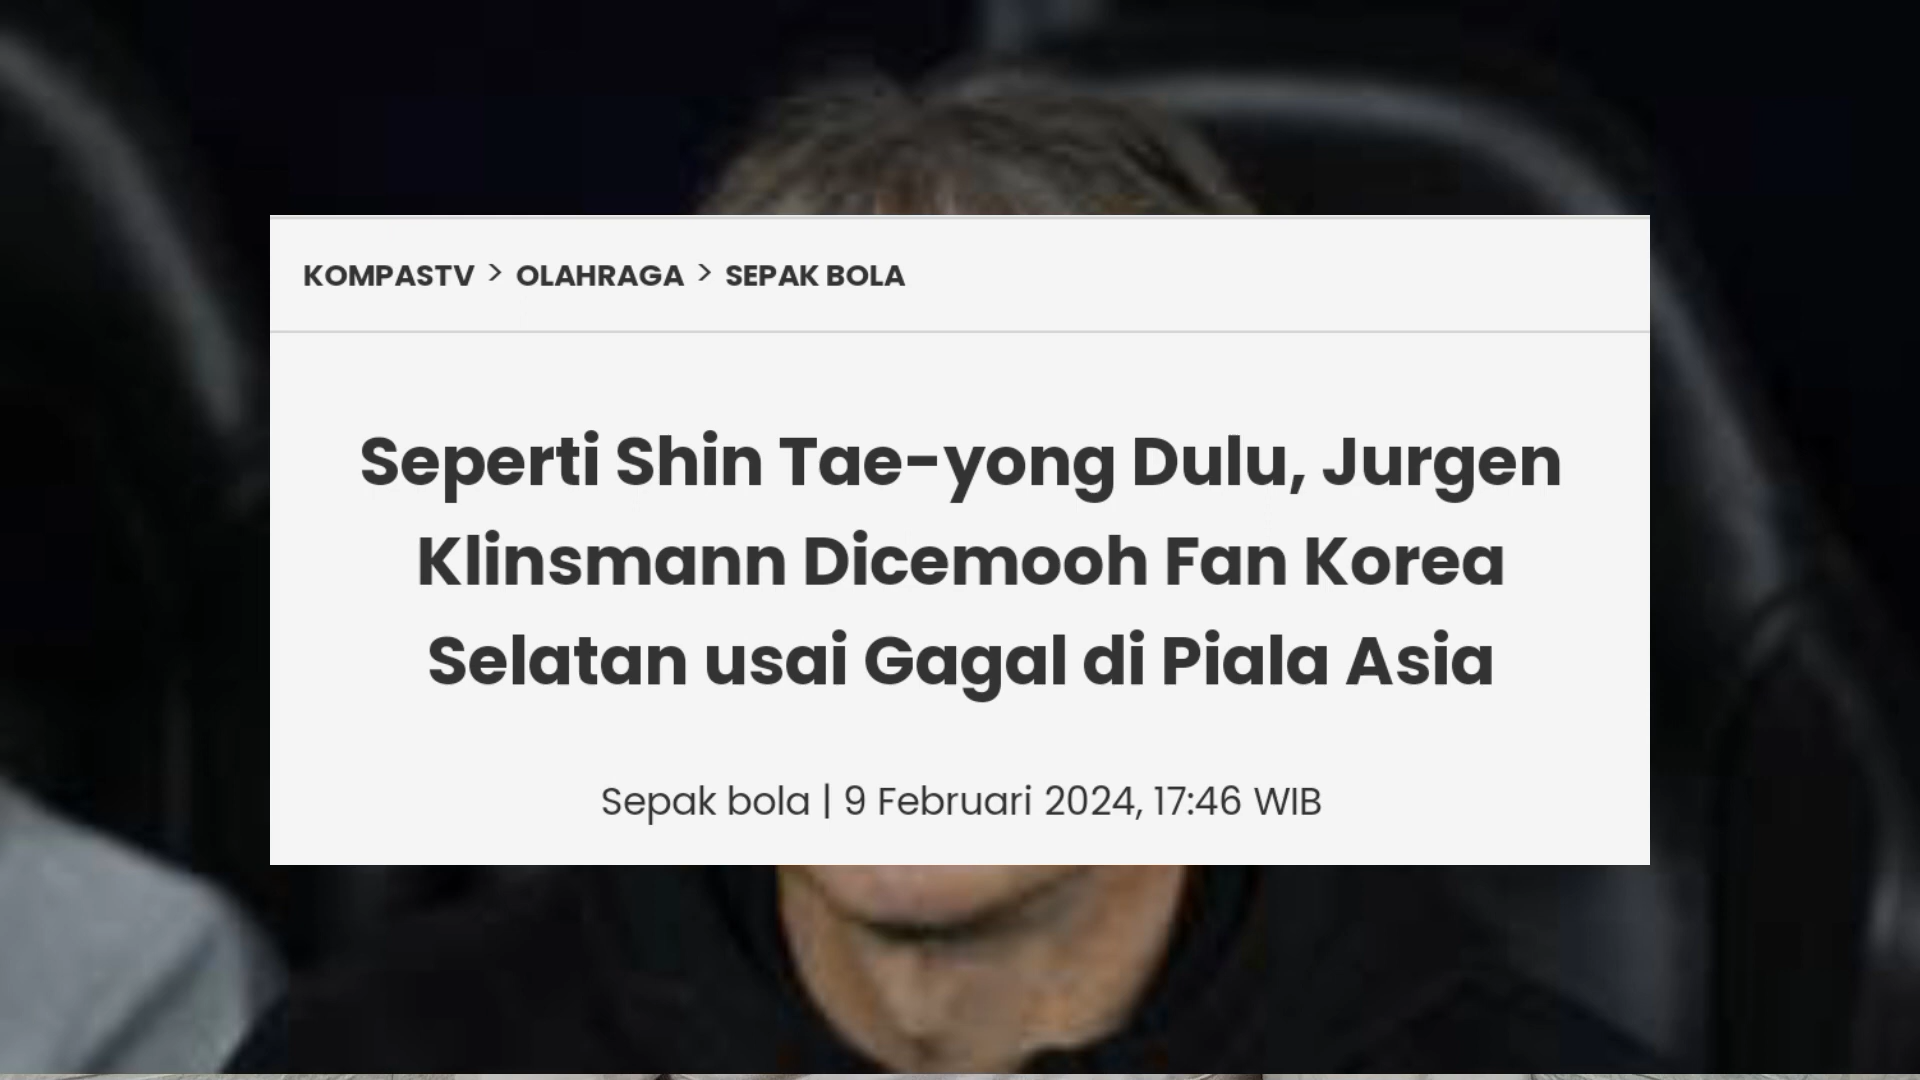 KOMPASTV > OLAHRAGA > SEPAK BOLA
Seperti Shin Tae-yong Dulu, Jurgen
Klinsmann Dicemooh Fan Korea
Selatan usai Gagal di Piala Asia
Sepak bola | 9 Februari 2024, 17:46 WIB